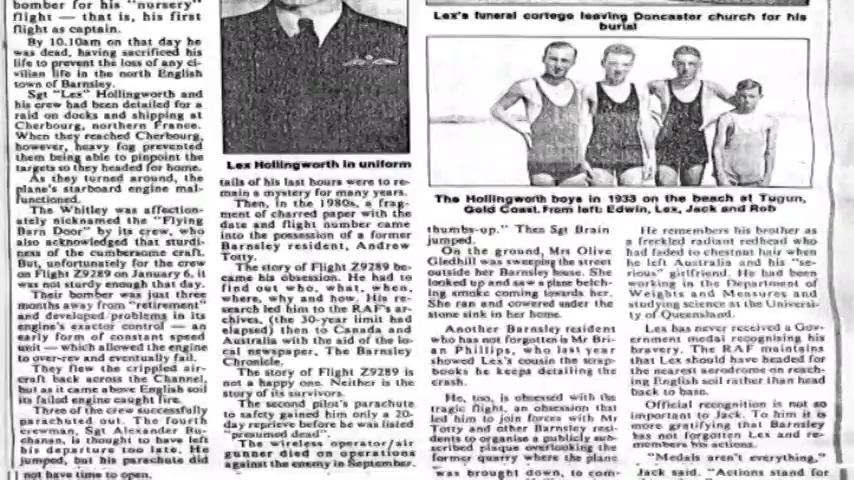 bomber for his "nursery"
flight — that is, his first
flight as captain.
By 10.10am on that day he
was dead, having sacrificed his
life to prevent the loss of any ci-
vilian life in the north English
town of Barnsley.
Sgt "Lex" Hollingworth and
his crew had been detailed for a
raid on docks and shipping at
Cherbourg, northern France.
When they reached Cherbourg,
however, heavy fog prevented
them being able to pinpoint the
targets so they headed for home.
As they turned around, the
plane's starboard engine mal-
functioned.
The Whitley was affection-
ately nicknamed the "Flying
Barn Door" by its crew, who
also acknowledged that sturdi-
ness of the cumbersome craft.
But, unfortunately for the crew
on Flight Z9289 on January 6, it
was not sturdy enough that day.
Their bomber was just three
months away from "retirement"
and developed problems in its
engine's exactor control — an
early form of constant speed
unit — which allowed the engine
to over-rev and eventually fail.
They flew the crippled air-
craft back across the Channel,
but as it came above English soil
its failed engine caught fire.
Three of the crew successfully
parachuted out. The fourth
crewman, Sgt Alexander Bu-
chanan, is thought to have left
his departure too late. He
jumped, but his parachute did
not have time to open.
Lex Hollingworth in uniform
tails of his last hours were to re-
main a mystery for many years.
Then, in the 1980s, a frag-
ment of charred paper with the
date and flight number came
into the possession of a former
Barnsley resident, Andrew
Totty.
The story of Flight Z9289 be-
came his obsession. He had to
find out who, what, when,
where, why and how. His re-
search led him to the RAF's ar-
chives, (the 30-year limit had
elapsed) then to Canada and
Australia with the aid of the lo-
cal newspaper, The Barnsley
Chronicle.
The story of Flight Z9289 is
not a happy one. Neither is the
story of its survivors.
The second pilot's parachute
to safety gained him only a 20-
day reprieve before he was listed
"presumed dead".
The wireless operator/air
gunner died on operations
against the enemy in September.
Lex's funeral cortege leaving Doncaster church for his
burial
The Hollingworth boys in 1933 on the beach at Tugun,
Gold Coast. From left: Edwin, Lex, Jack and Rob
thumbs-up." Then Sgt Brain
jumped.
On the ground, Mrs Olive
Gledhill was sweeping the street
outside her Barnsley house. She
looked up and saw a plane belch-
ing smoke coming towards her.
She ran and cowered under the
stone sink in her home.
Another Barnsley resident
who has not forgotten is Mr Bri-
an Phillips, who last year
showed Lex's cousin the scrap-
books he keeps detailing the
crash.
He, too, is obsessed with the
tragic flight, an obsession that
led him to join forces with Mr
Totty and other Barnsley resi-
dents to organise a publicly sub-
scribed plaque overlooking the
former quarry where the plane
was brought down, to com-
He remembers his brother as
a freckled radiant redhead who
had faded to chestnut hair when
he left Australia and his "se-
rious" girlfriend. He had been
working in the Department of
Weights and Measures and
studying science at the Universi-
ty of Queensland.
Lex has never received a Gov-
ernment medal recognising his
bravery. The RAF maintains
that Lex should have headed for
the nearest aerodrome on reach-
ing English soil rather than head
back to base.
Official recognition is not so
important to Jack. To him it is
more gratifying that Barnsley
has not forgotten Lex and re-
members his actions.
"Medals aren't everything,"
Jack said. "Actions stand for